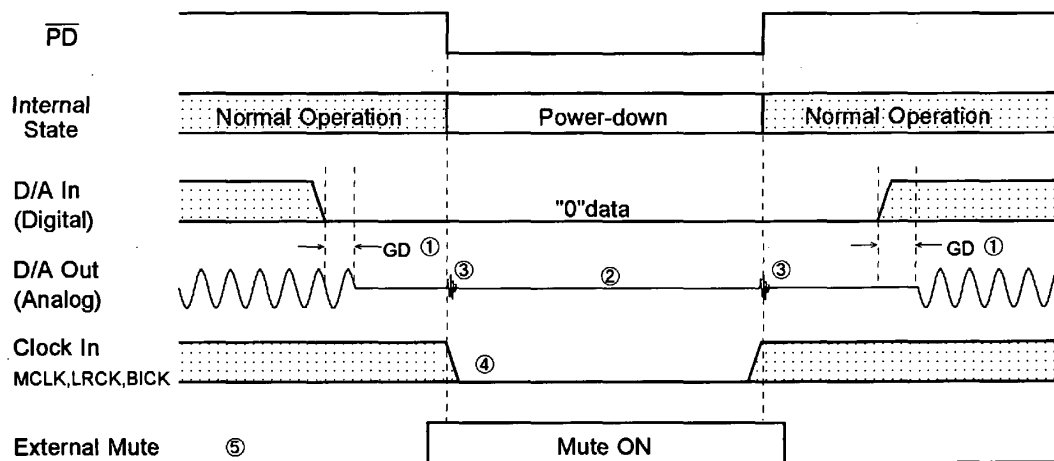 PD
Internal
State
Normal Operation
Power-down
Normal Operation
D/A In
(Digital)
"0"data
GD ①
GD ①
D/A Out
(Analog)
③
②
③
Clock In
MCLK,LRCK,BICK
④
External Mute
⑤
Mute ON